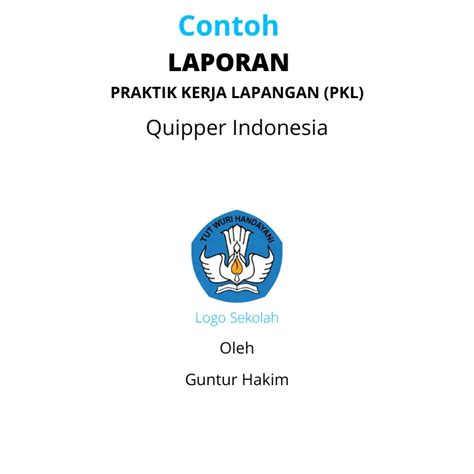 Contoh
LAPORAN
PRAKTIK KERJA LAPANGAN (PKL)
Quipper Indonesia
TUT WURI HANDAYANI
Logo Sekolah
Oleh
Guntur Hakim